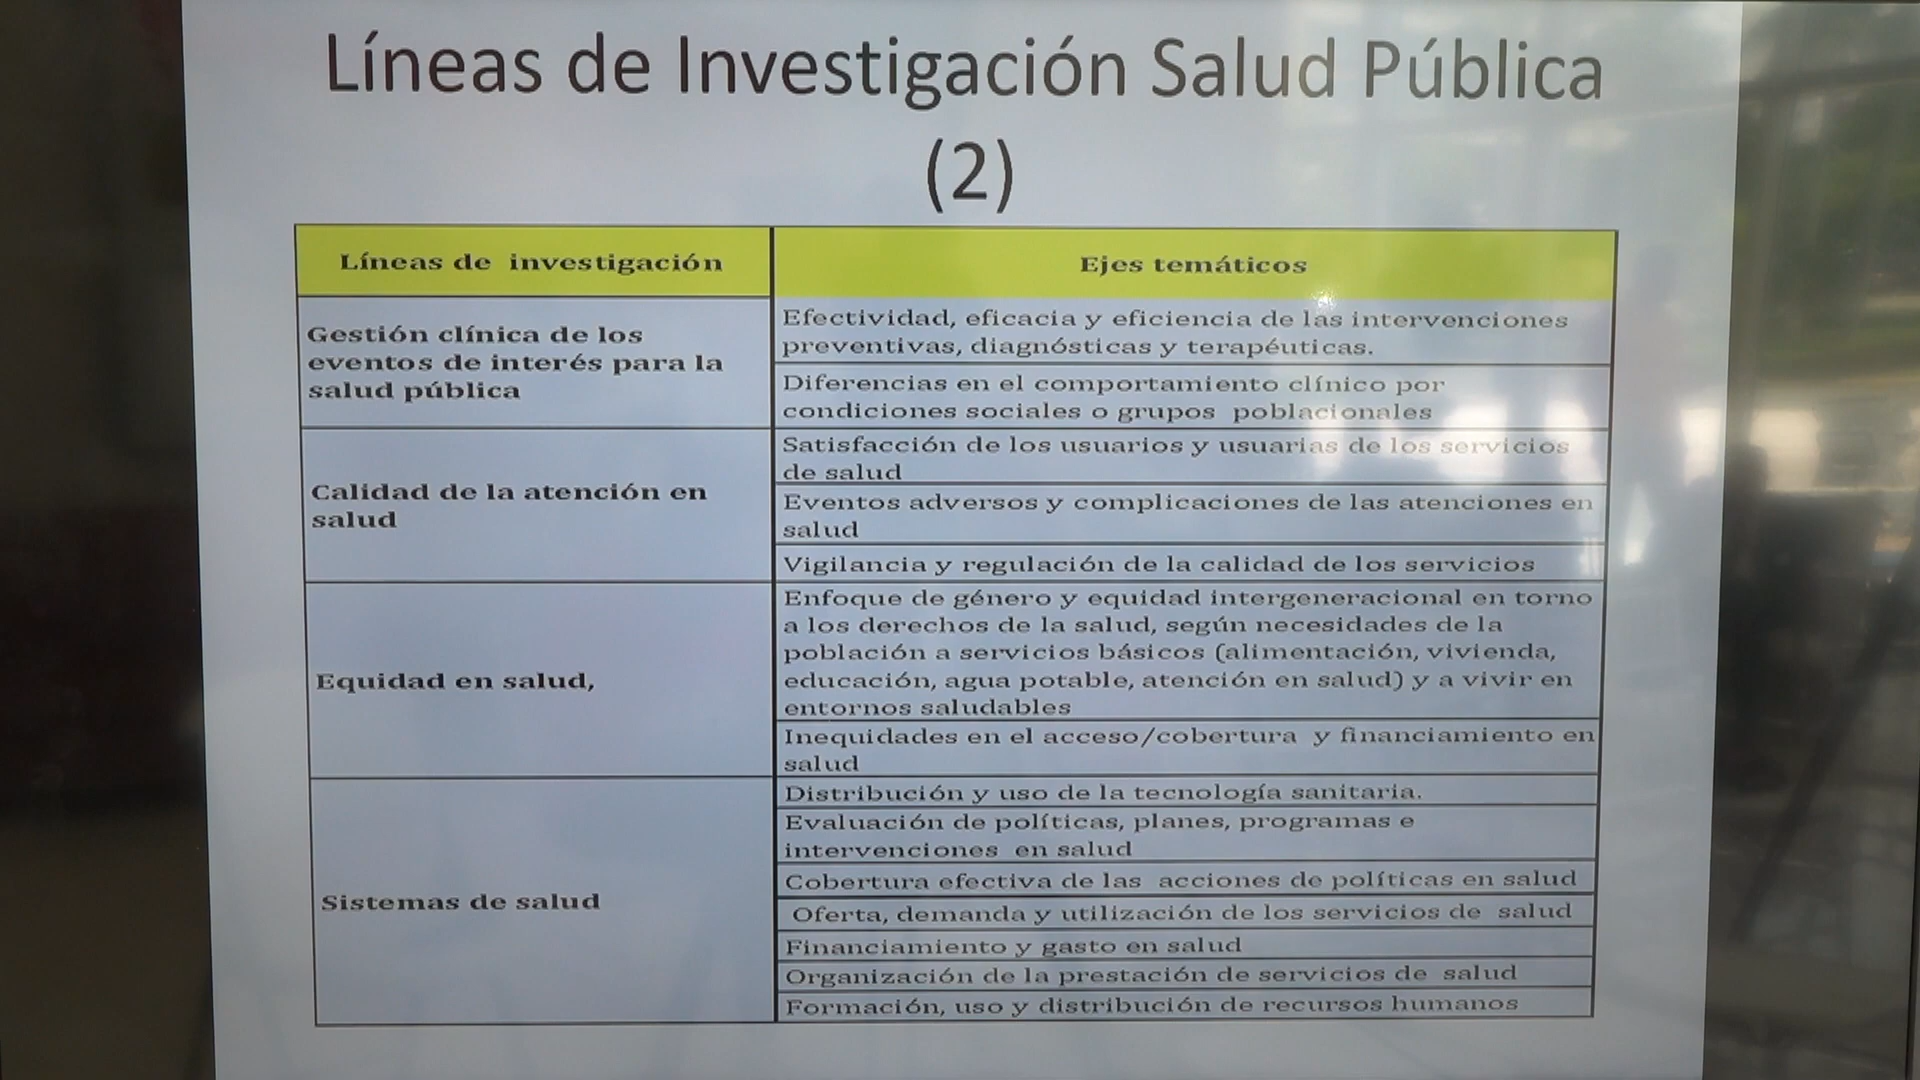 Líneas de Investigación Salud Pública
(2)
Líneas de investigación
Ejes temáticos
Gestión clínica de los
eventos de interés para la
salud pública
Efectividad, eficacia y eficiencia de las intervenciones
preventivas, diagnósticas y terapéuticas.
Diferencias en el comportamiento clínico por
condiciones sociales o grupos poblacionales
Calidad de la atención en
salud
Satisfacción de los usuarios y usuarias de los servicios
de salud
Eventos adversos y complicaciones de las atenciones en
salud
Vigilancia y regulación de la calidad de los servicios
Equidad en salud,
Enfoque de género y equidad intergeneracional en torno
a los derechos de la salud, según necesidades de la
población a servicios básicos (alimentación, vivienda,
educación, agua potable, atención en salud) y a vivir en
entornos saludables
Inequidades en el acceso/cobertura y financiamiento en
salud
Sistemas de salud
Distribución y uso de la tecnología sanitaria.
Evaluación de políticas, planes, programas e
intervenciones en salud
Cobertura efectiva de las acciones de políticas en salud
Oferta, demanda y utilización de los servicios de salud
Financiamiento y gasto en salud
Organización de la prestación de servicios de salud
Formación, uso y distribución de recursos humanos